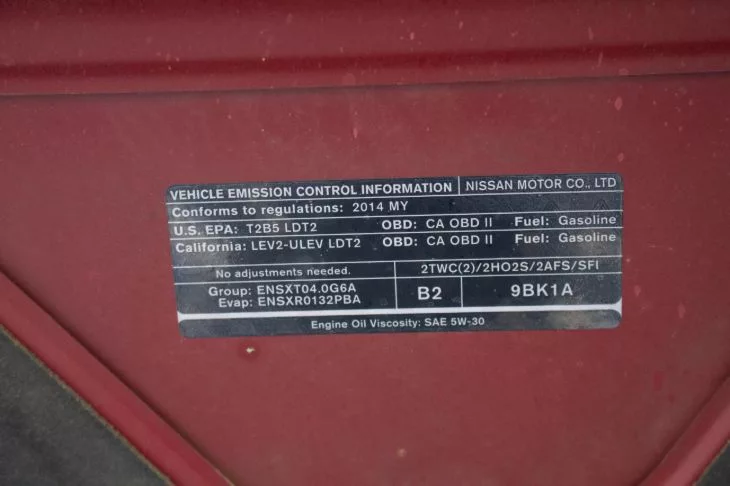 VEHICLE EMISSION CONTROL INFORMATION NISSAN MOTOR CO., LTD
Conforms to regulations: 2014 MY
U.S. EPA: T2B5 LDT2 OBD: CA OBD II Fuel: Gasoline
California: LEV2-ULEV LDT2 OBD: CA OBD II Fuel: Gasoline
No adjustments needed. 2TWC(2)/2HO2S/2AFS/SFI
Group: ENSXT04.0G6A
Evap: ENSXR0132PBA
B2 9BK1A
Engine Oil Viscosity: SAE 5W-30